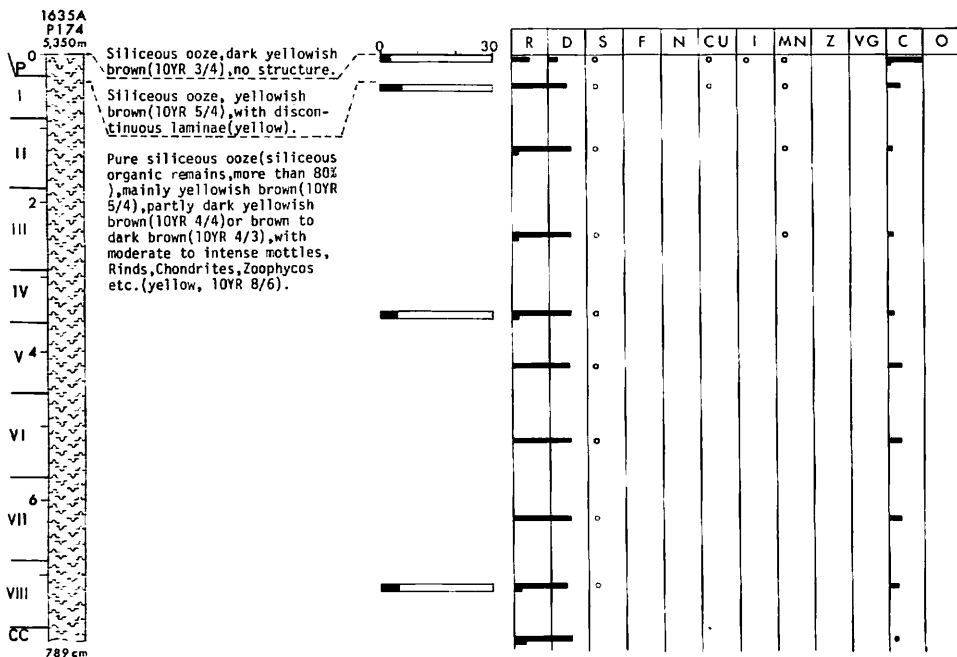 1635A
P174
5,350m
0
P
I
II
2
III
IV
V 4
VI
6
VII
VIII
CC
789cm
Siliceous ooze,dark yellowish
brown(10YR 3/4),no structure.
Siliceous ooze, yellowish
brown(10YR 5/4),with discon-
tinuous laminae(yellow).
Pure siliceous ooze(siliceous
organic remains,more than 80%
),mainly yellowish brown(10YR
5/4),partly dark yellowish
brown(10YR 4/4)or brown to
dark brown(10YR 4/3),with
moderate to intense mottles,
Rinds,Chondrites,Zoophycos
etc.(yellow, 10YR 8/6).
0 30
R D S F N CU I MN Z VG C O